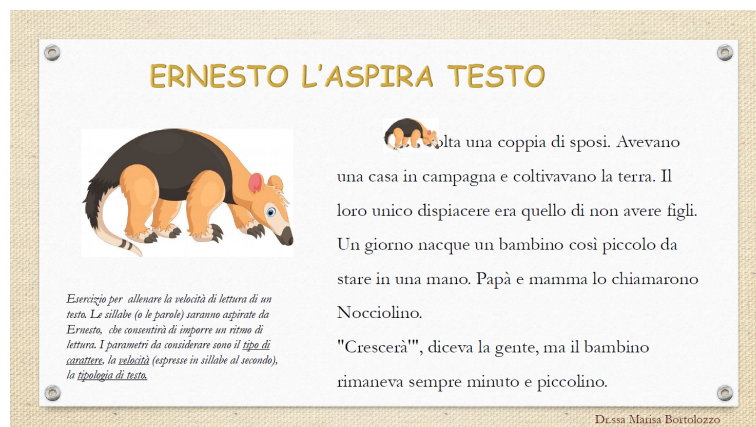 ERNESTO L'ASPIRA TESTO
una coppia di sposi. Avevano
una casa in campagna e coltivavano la terra. Il
loro unico dispiacere era quello di non avere figli.
Un giorno nacque un bambino così piccolo da
stare in una mano. Papà e mamma lo chiamarono
Nocciolino.
"Crescerà'", diceva la gente, ma il bambino
rimaneva sempre minuto e piccolino.
Esercizio per allenare la velocità di lettura di un
testo. Le sillabe (o le parole) saranno aspirate da
Ernesto, che consentirà di imporre un ritmo di
lettura. I parametri da considerare sono il tipo di
carattere, la velocità (espresse in sillabe al secondo),
la tipologia di testo.
Dr.ssa Marisa Bortolozzo